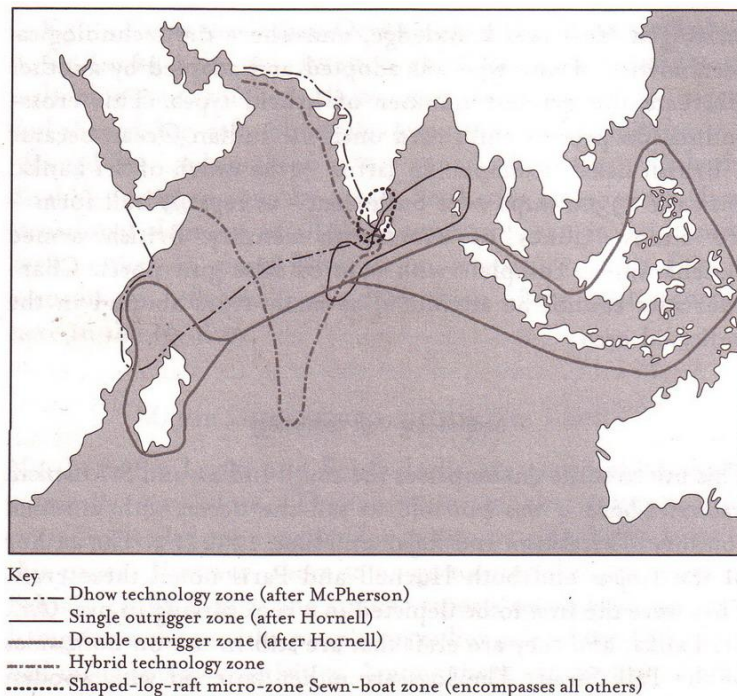 Key
Dhow technology zone (after McPherson)
Single outrigger zone (after Hornell)
Double outrigger zone (after Hornell)
Hybrid technology zone
Shaped-log-raft micro-zone Sewn-boat zone (encompasses all others)